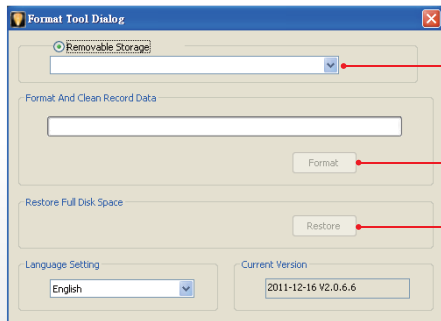 Format Tool Dialog
Removable Storage
Format And Clean Record Data
Format
Restore Full Disk Space
Restore
Language Setting
Current Version
English
2011-12-16 V2.0.6.6